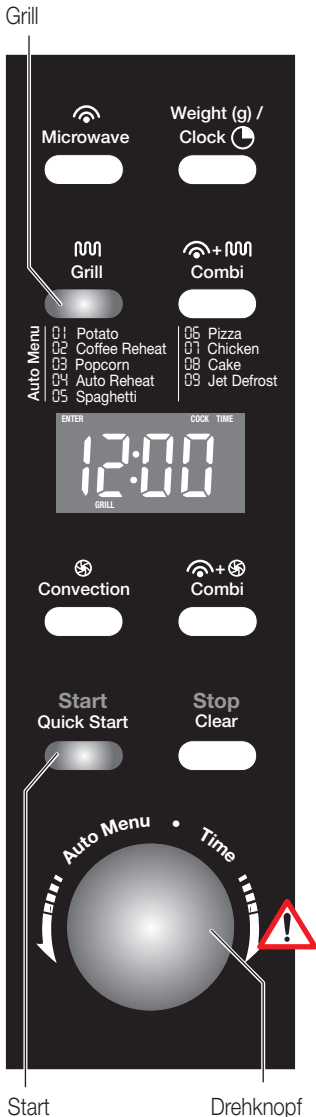 Grill
Microwave
Weight (g) /
Clock
Grill
+
Combi
Auto Menu
01 Potato
02 Coffee Reheat
03 Popcorn
04 Auto Reheat
05 Spaghetti
06 Pizza
07 Chicken
08 Cake
09 Jet Defrost
ENTER COCK TIME
12:00
GRILL
Convection
+
Combi
Start
Quick Start
Stop
Clear
Auto Menu • Time
!
Start Drehknopf